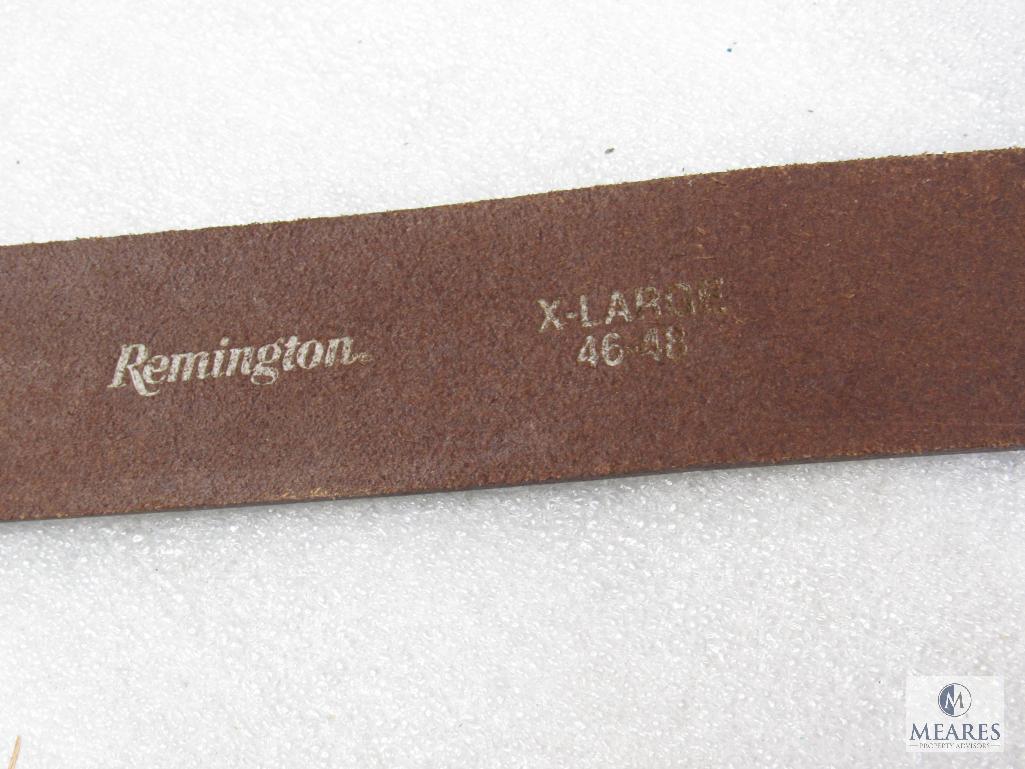 Remington
X-LARGE
46-48
M
MEARES
PROPERTY ADVISORS